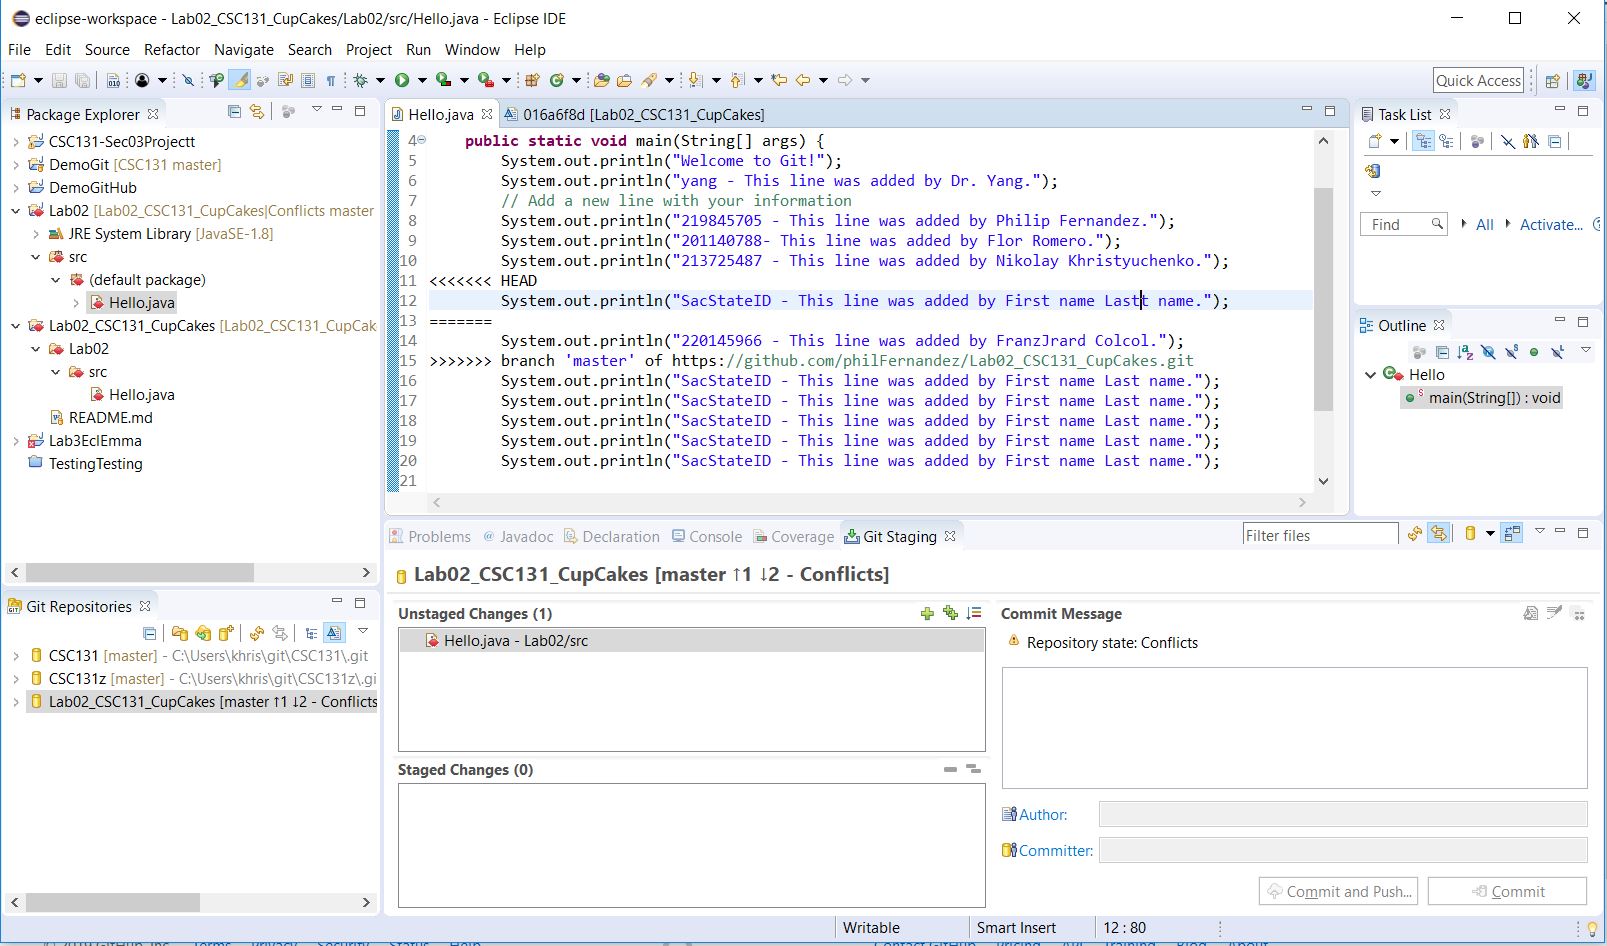 eclipse-workspace - Lab02_CSC131_CupCakes/Lab02/src/Hello.java - Eclipse IDE
File Edit Source Refactor Navigate Search Project Run Window Help
Quick Access
Package Explorer
CSC131-Sec03Projectt
DemoGit [CSC131 master]
DemoGitHub
Lab02 [Lab02_CSC131_CupCakes|Conflicts master
JRE System Library [JavaSE-1.8]
src
(default package)
Hello.java
Lab02_CSC131_CupCakes [Lab02_CSC131_CupCak
Lab02
src
Hello.java
README.md
Lab3EclEmma
TestingTesting
Git Repositories
CSC131 [master] - C:\Users\khris\git\CSC131\.git
CSC131z [master] - C:\Users\khris\git\CSC131z\.gi
Lab02_CSC131_CupCakes [master ↑1 ↓2 - Conflicts
Hello.java 016a6f8d [Lab02_CSC131_CupCakes]
4 public static void main(String[] args) {
5 System.out.println("Welcome to Git!");
6 System.out.println("yang - This line was added by Dr. Yang.");
7 // Add a new line with your information
8 System.out.println("219845705 - This line was added by Philip Fernandez.");
9 System.out.println("201140788- This line was added by Flor Romero.");
10 System.out.println("213725487 - This line was added by Nikolay Khristyuchenko.");
11 <<<<<<< HEAD
12 System.out.println("SacStateID - This line was added by First name Lastt name.");
13 =======
14 System.out.println("220145966 - This line was added by FranzJrard Colcol.");
15 >>>>>>> branch 'master' of https://github.com/philFernandez/Lab02_CSC131_CupCakes.git
16 System.out.println("SacStateID - This line was added by First name Last name.");
17 System.out.println("SacStateID - This line was added by First name Last name.");
18 System.out.println("SacStateID - This line was added by First name Last name.");
19 System.out.println("SacStateID - This line was added by First name Last name.");
20 System.out.println("SacStateID - This line was added by First name Last name.");
21
Task List
Find All Activate...
Outline
Hello
main(String[]) : void
Problems @ Javadoc Declaration Console Coverage Git Staging
Filter files
Lab02_CSC131_CupCakes [master ↑1 ↓2 - Conflicts]
Unstaged Changes (1)
Hello.java - Lab02/src
Staged Changes (0)
Commit Message
Repository state: Conflicts
Author:
Committer:
Commit and Push... Commit
Writable Smart Insert 12 : 80